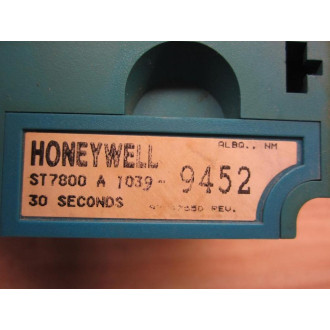 HONEYWELL ALBQ., NM
ST7800 A 1039- 9452
30 SECONDS REV.